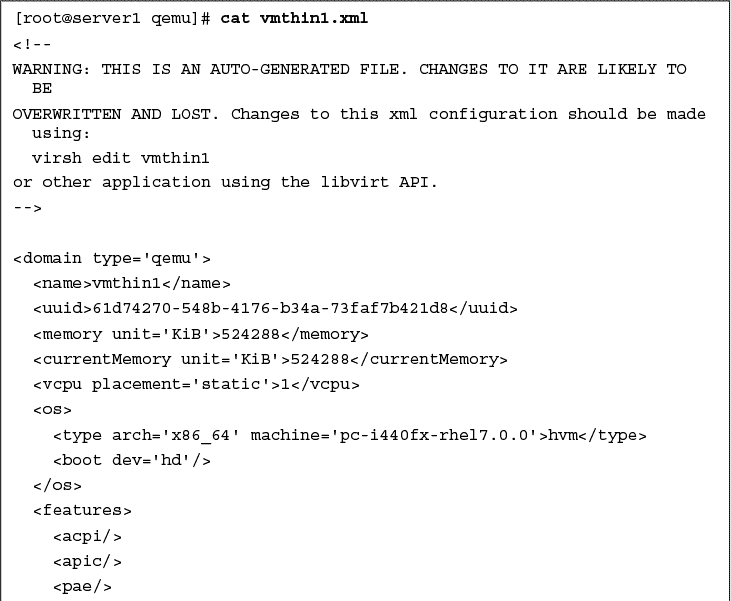 [root@server1 qemu]# cat vmthin1.xml
<!--
WARNING: THIS IS AN AUTO-GENERATED FILE. CHANGES TO IT ARE LIKELY TO
BE
OVERWRITTEN AND LOST. Changes to this xml configuration should be made
using:
virsh edit vmthin1
or other application using the libvirt API.
-->
<domain type='qemu'>
<name>vmthin1</name>
<uuid>61d74270-548b-4176-b34a-73faf7b421d8</uuid>
<memory unit='KiB'>524288</memory>
<currentMemory unit='KiB'>524288</currentMemory>
<vcpu placement='static'>1</vcpu>
<os>
<type arch='x86_64' machine='pc-i440fx-rhel7.0.0'>hvm</type>
<boot dev='hd'/>
</os>
<features>
<acpi/>
<apic/>
<pae/>